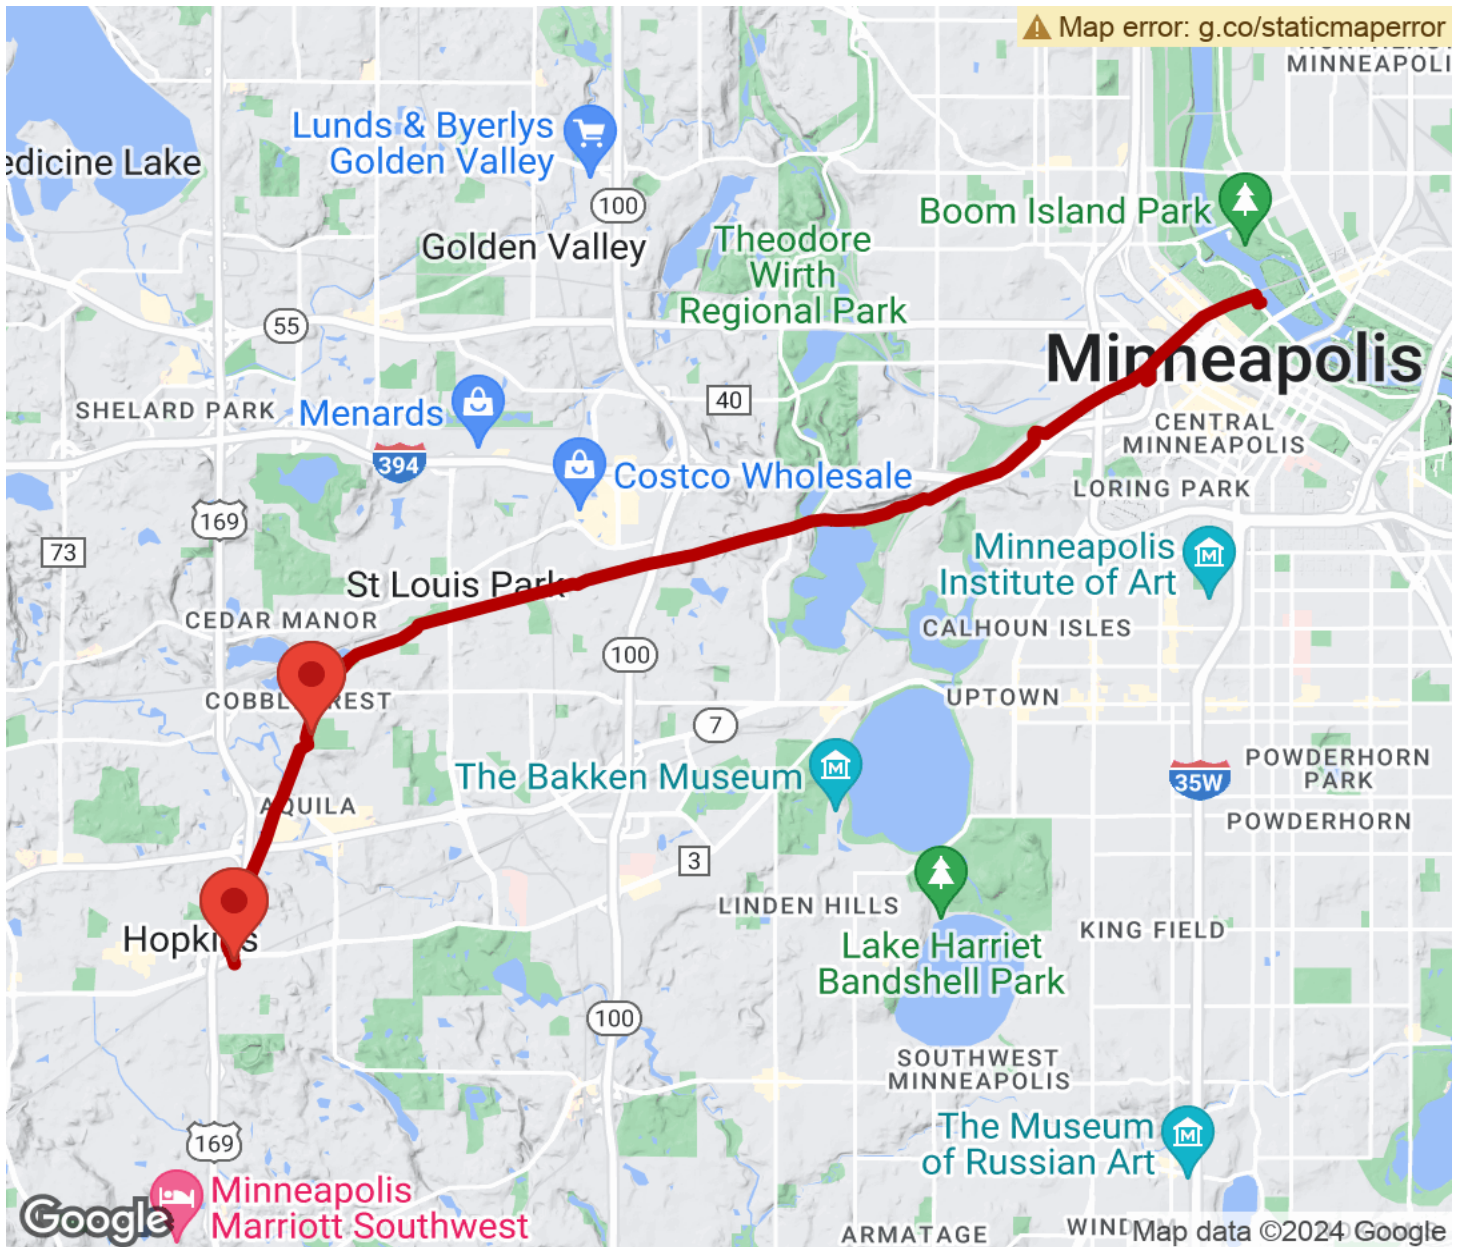 Map error: g.co/staticmaperror
MINNEAPOLI
Lunds & Byerlys
Golden Valley
edicine Lake
100
Boom Island Park
Golden Valley
Theodore
Wirth
Regional Park
55
Minneapolis
SHELARD PARK
Menards
40
CENTRAL
MINNEAPOLIS
394
Costco Wholesale
LORING PARK
169
73
Minneapolis
Institute of Art
St Louis Park
CEDAR MANOR
CALHOUN ISLES
100
COBBL REST
UPTOWN
7
The Bakken Museum
35W
POWDERHORN
PARK
AQUILA
POWDERHORN
3
LINDEN HILLS
KING FIELD
Hopkins
Lake Harriet
Bandshell Park
100
SOUTHWEST
MINNEAPOLIS
169
The Museum
of Russian Art
Minneapolis
Marriott Southwest
Google
ARMATAGE
WINDOM
Map data ©2024 Google